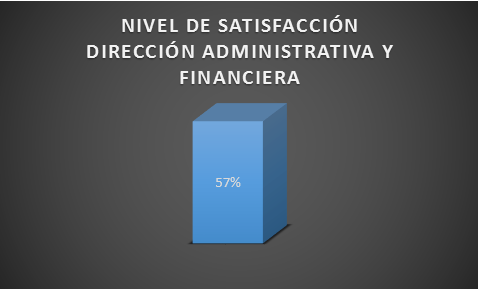 NIVEL DE SATISFACCIÓN
DIRECCIÓN ADMINISTRATIVA Y
FINANCIERA
57%